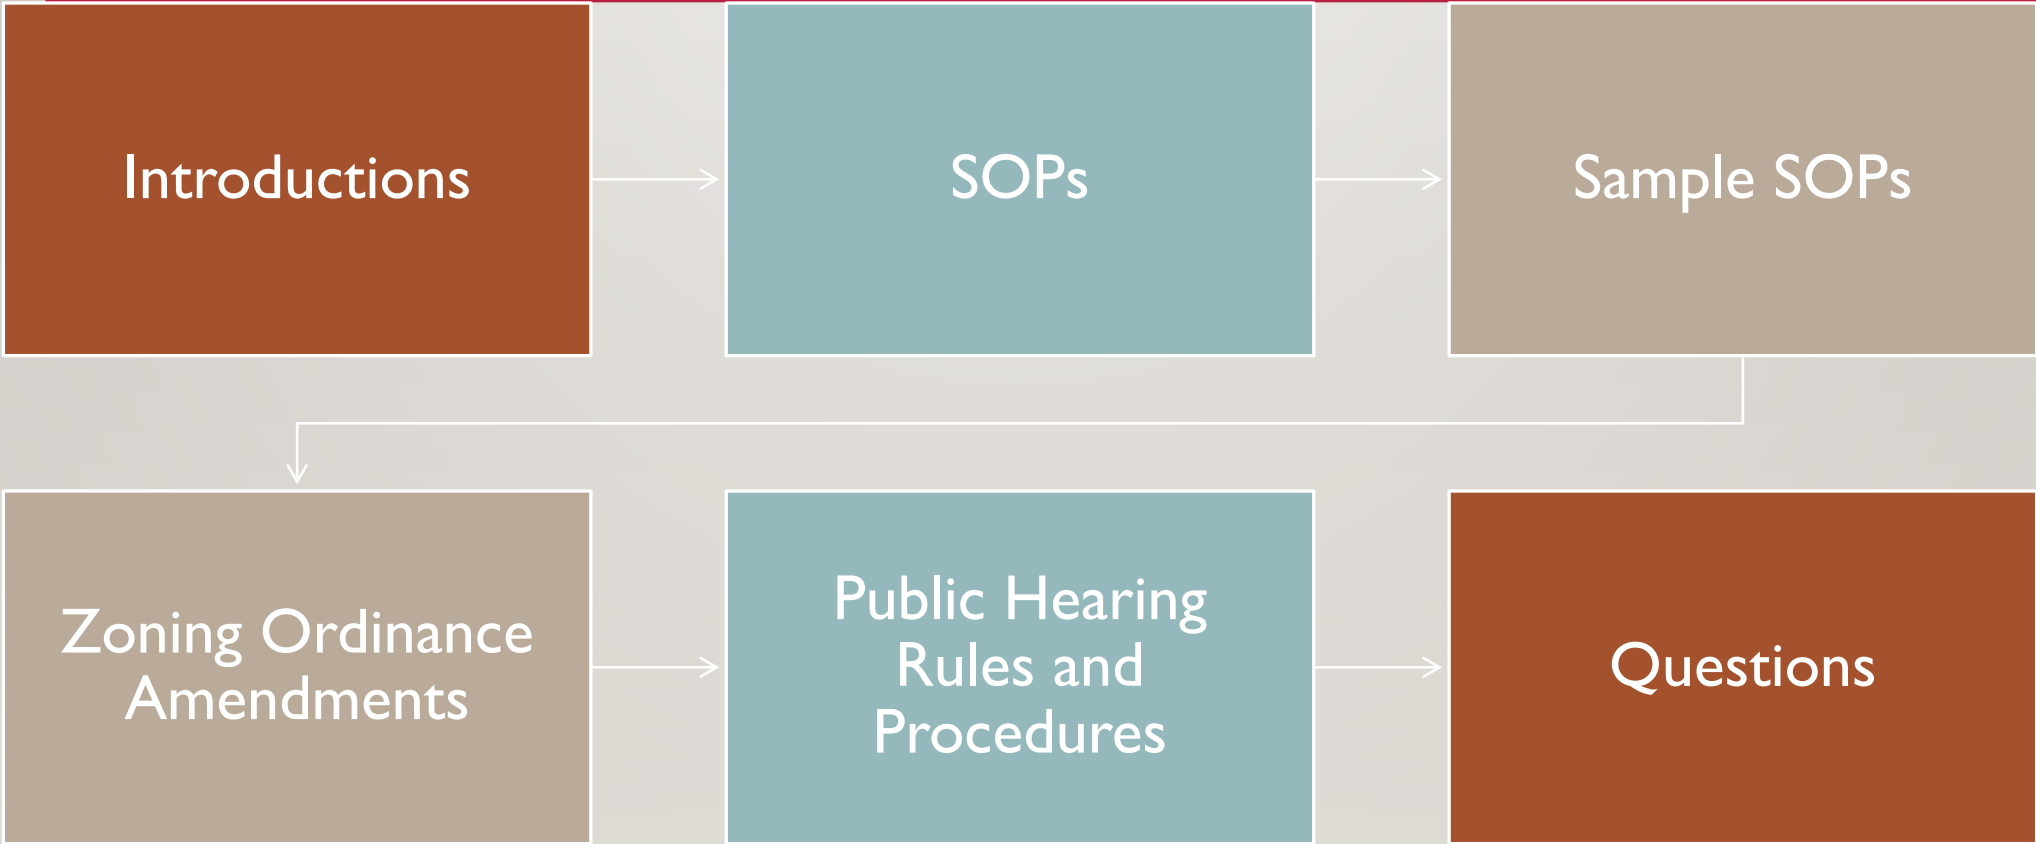 Introductions
SOPs
Sample SOPs
Zoning Ordinance
Amendments
Public Hearing
Rules and
Procedures
Questions